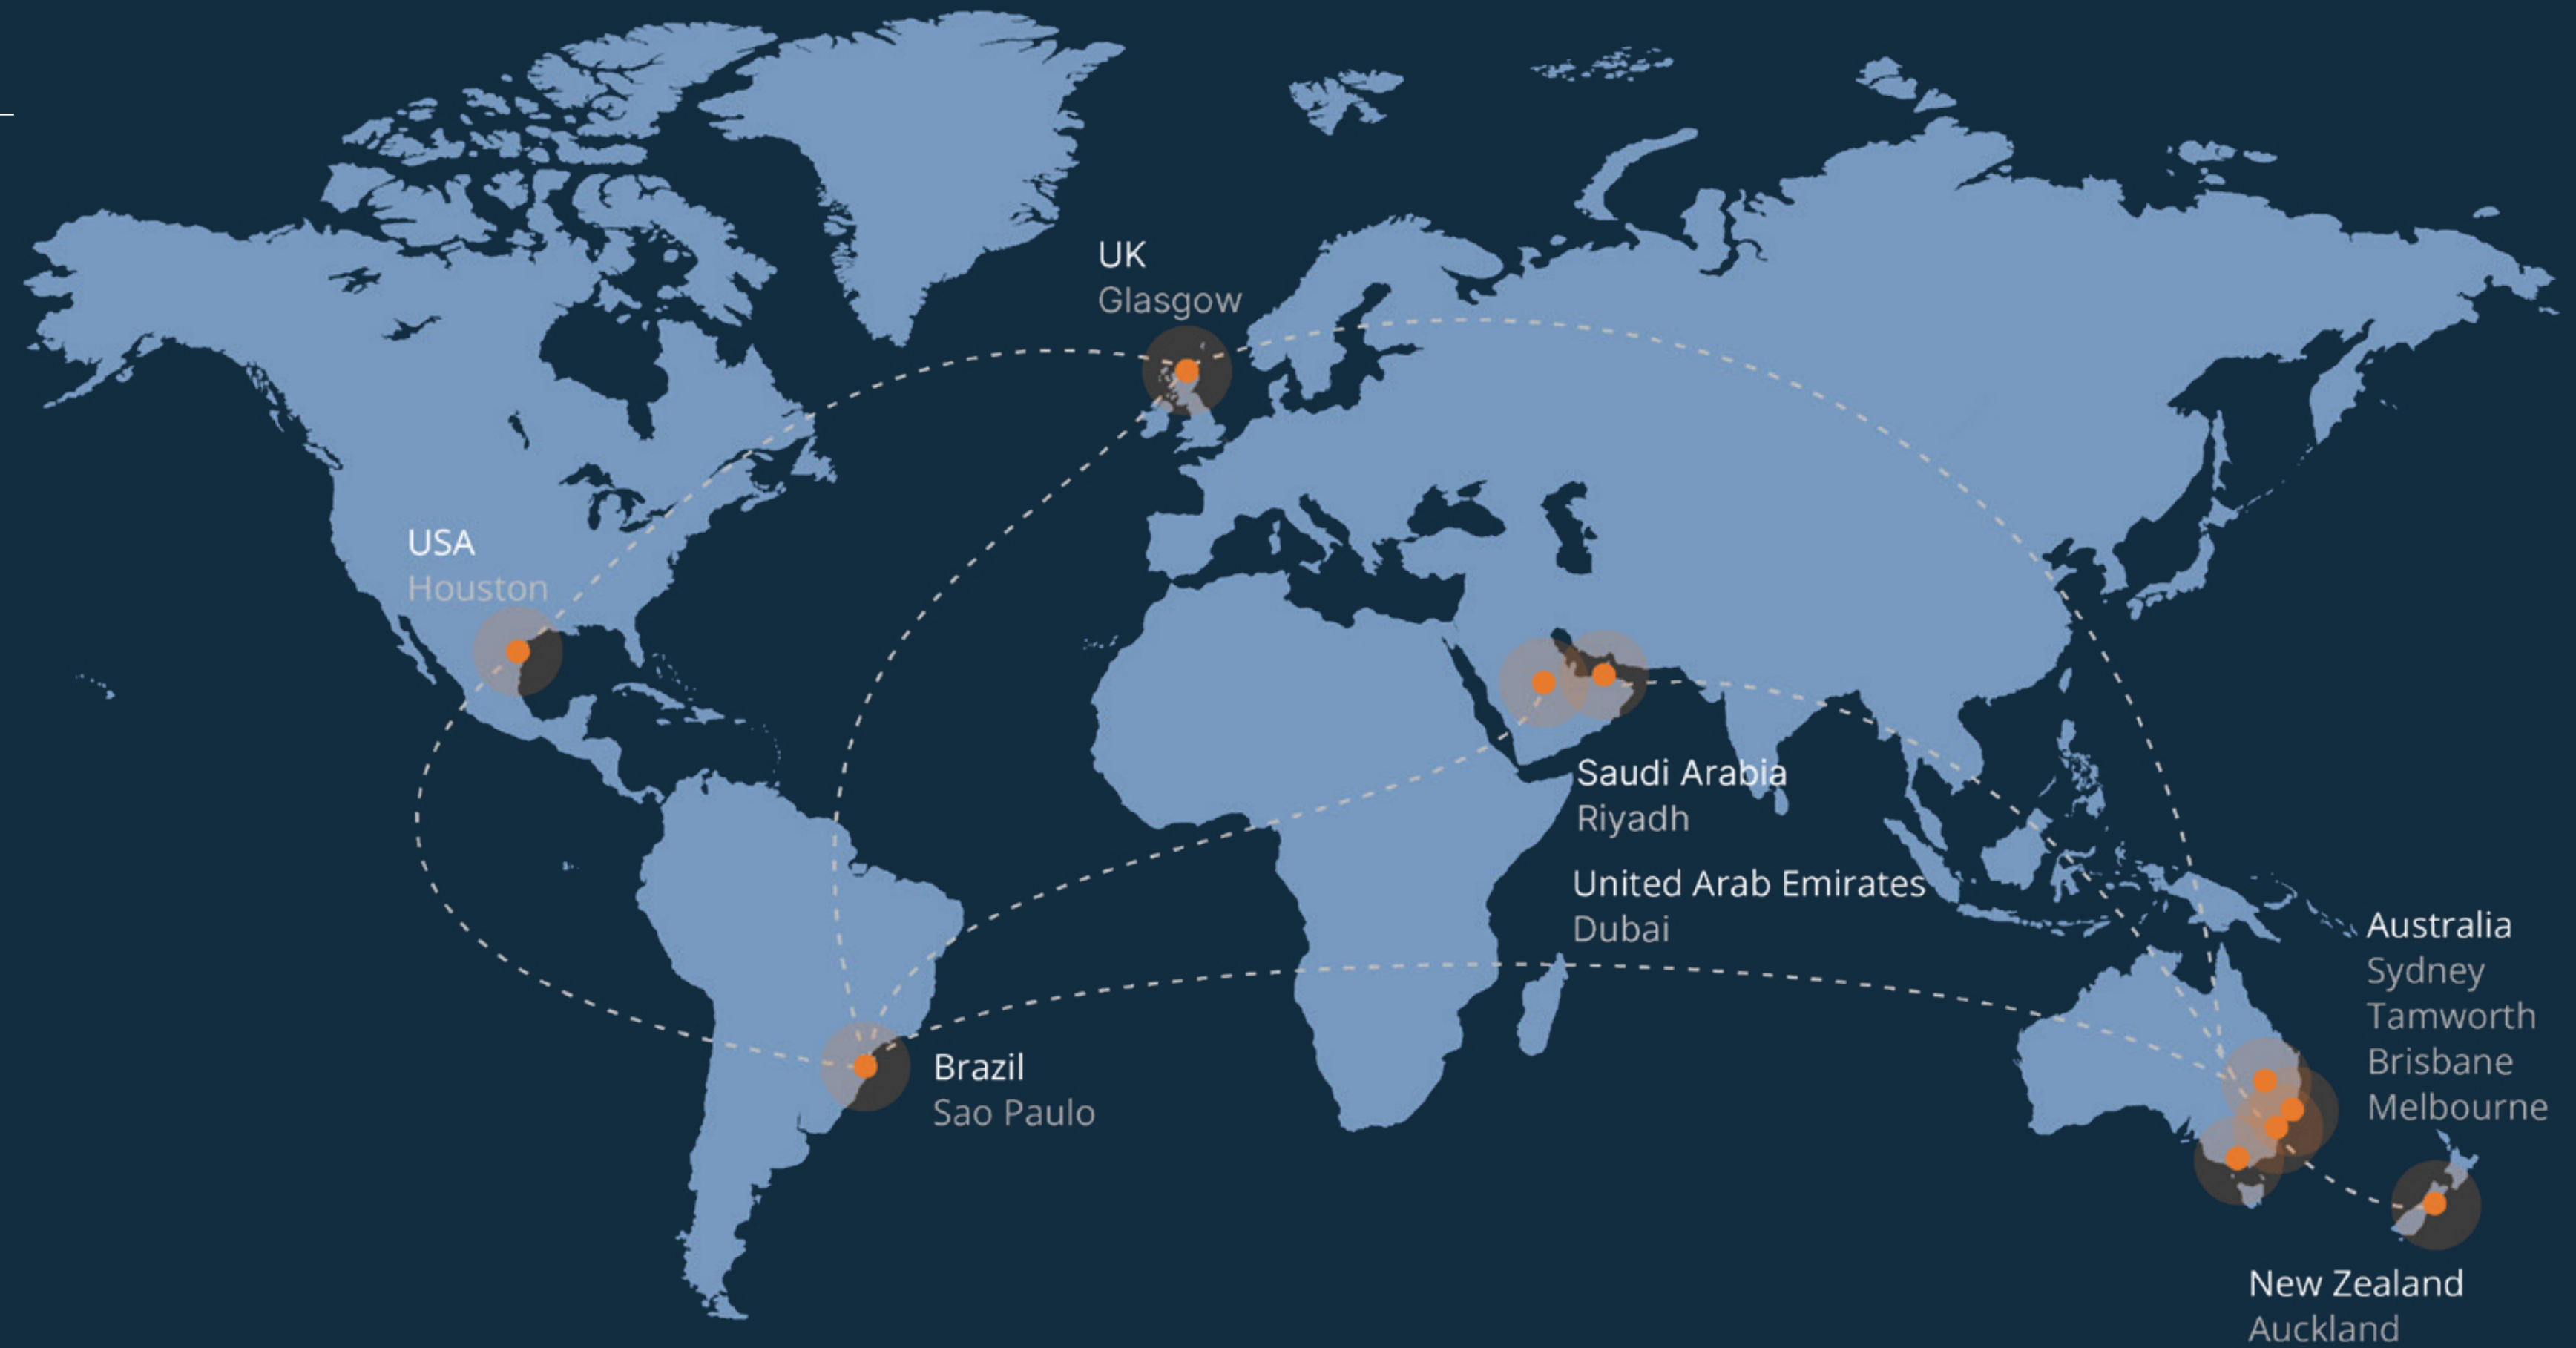 UK
Glasgow
USA
Houston
Saudi Arabia
Riyadh
United Arab Emirates
Dubai
Australia
Sydney
Tamworth
Brisbane
Melbourne
Brazil
Sao Paulo
New Zealand
Auckland